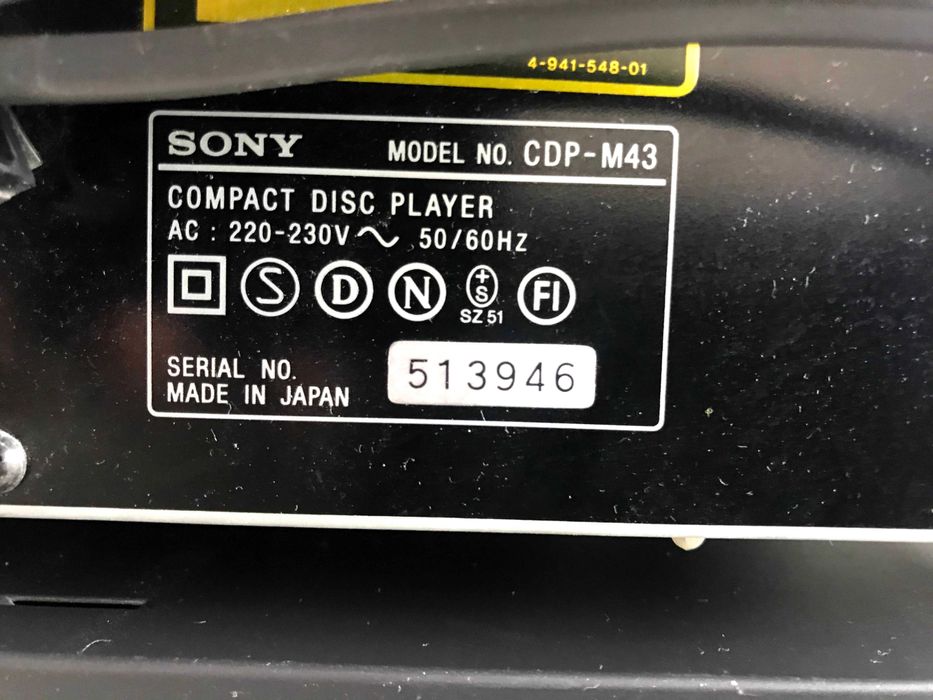 4-941-548-01
SONY MODEL NO. CDP-M43
COMPACT DISC PLAYER
AC : 220-230V ~ 50/60HZ
S D N +S FI
SZ 51
SERIAL NO. 513946
MADE IN JAPAN